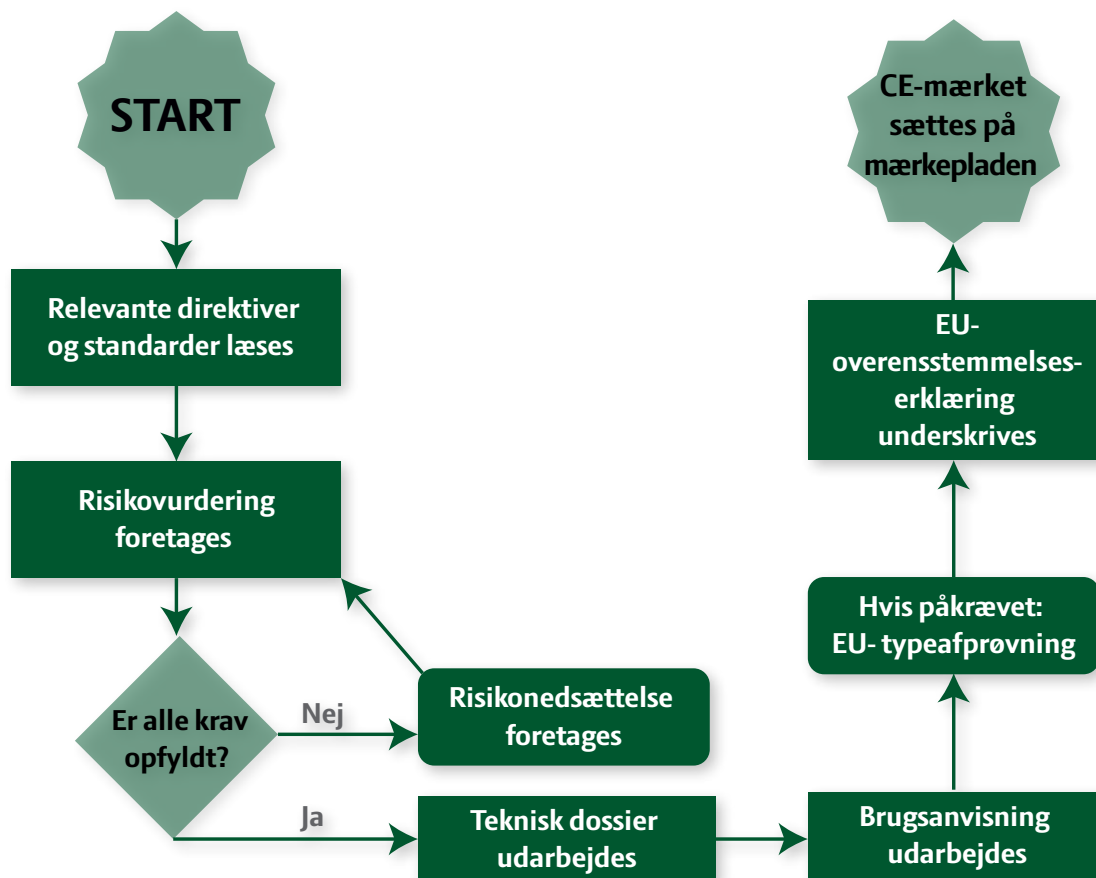 START
Relevante direktiver
og standarder læses
Risikovurdering
foretages
Er alle krav
opfyldt?
Nej
Risikonedsættelse
foretages
Ja
Teknisk dossier
udarbejdes
Brugsanvisning
udarbejdes
Hvis påkrævet:
EU- typeafprøvning
EU-
overensstemmelses-
erklæring
underskrives
CE-mærket
sættes på
mærkepladen